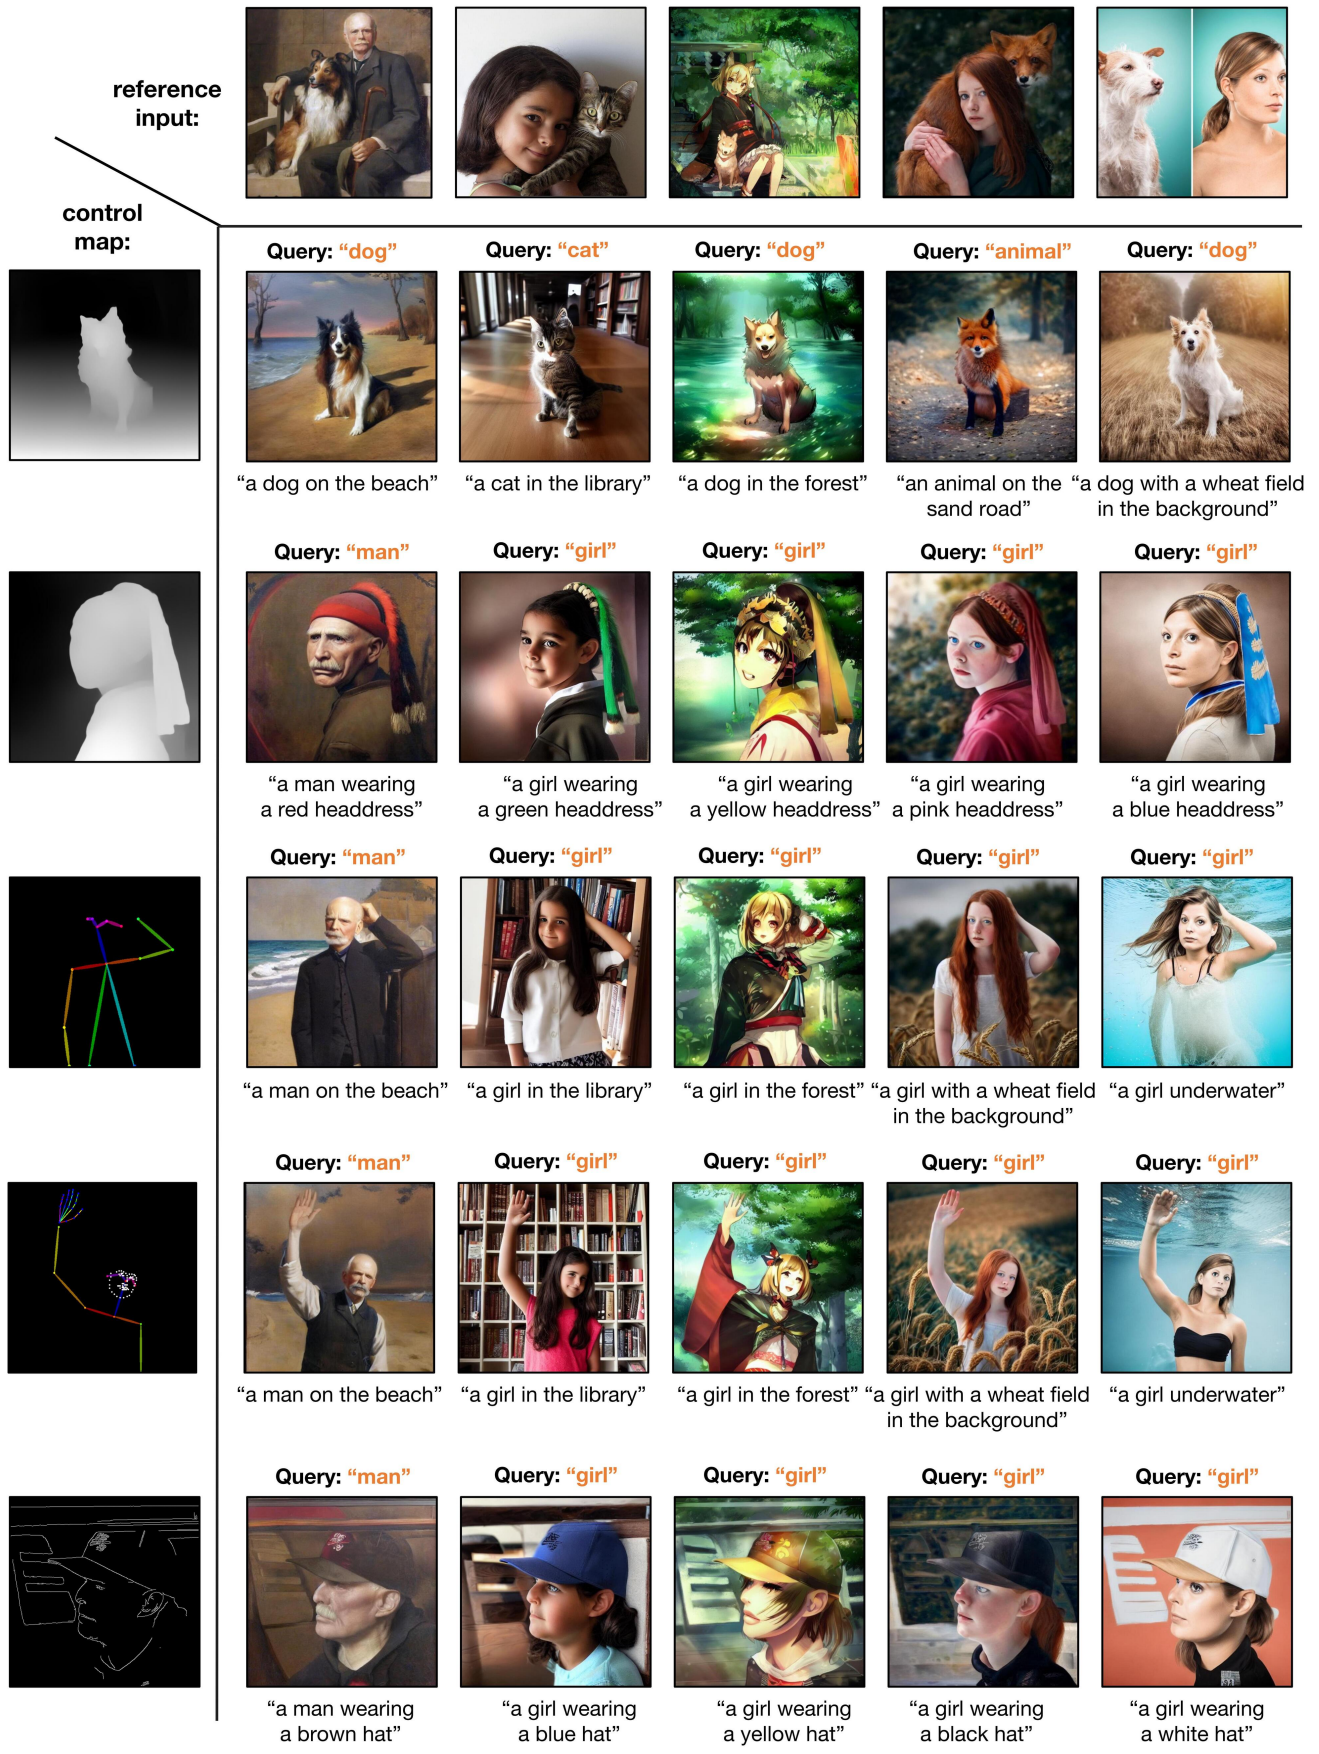 reference
input:
control
map:
Query: “dog”
Query: “cat”
Query: “dog”
Query: “animal”
Query: “dog”
“a dog on the beach”
“a cat in the library”
“a dog in the forest”
“an animal on the
sand road”
“a dog with a wheat field
in the background”
Query: “man”
Query: “girl”
Query: “girl”
Query: “girl”
Query: “girl”
“a man wearing
a red headdress”
“a girl wearing
a green headdress”
“a girl wearing
a yellow headdress”
“a girl wearing
a pink headdress”
“a girl wearing
a blue headdress”
Query: “man”
Query: “girl”
Query: “girl”
Query: “girl”
Query: “girl”
“a man on the beach”
“a girl in the library”
“a girl in the forest”
“a girl with a wheat field
in the background”
“a girl underwater”
Query: “man”
Query: “girl”
Query: “girl”
Query: “girl”
Query: “girl”
“a man on the beach”
“a girl in the library”
“a girl in the forest”
“a girl with a wheat field
in the background”
“a girl underwater”
Query: “man”
Query: “girl”
Query: “girl”
Query: “girl”
Query: “girl”
“a man wearing
a brown hat”
“a girl wearing
a blue hat”
“a girl wearing
a yellow hat”
“a girl wearing
a black hat”
“a girl wearing
a white hat”